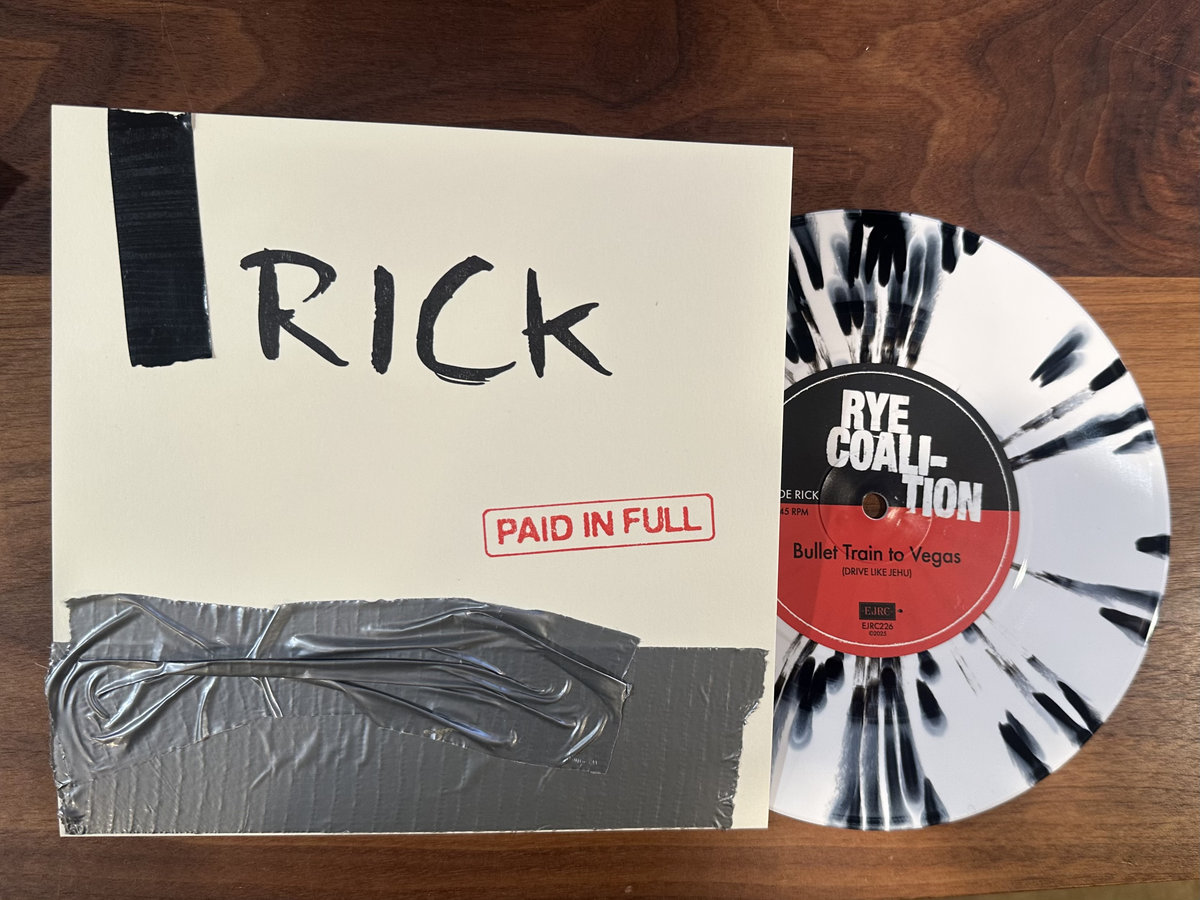 RICK
PAID IN FULL
RYE
COALI-
TION
DE RICK
45 RPM
Bullet Train to Vegas
(DRIVE LIKE JEHU)
EJRC
EJRC226
©2025